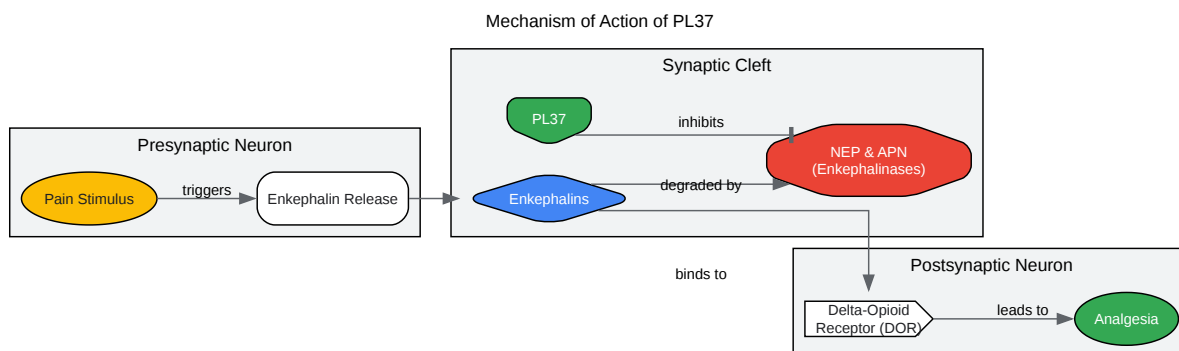 Mechanism of Action of PL37
Presynaptic Neuron
Pain Stimulus
triggers
Enkephalin Release
Synaptic Cleft
PL37
inhibits
NEP & APN
(Enkephalinases)
Enkephalins
degraded by
binds to
Postsynaptic Neuron
Delta-Opioid
Receptor (DOR)
leads to
Analgesia